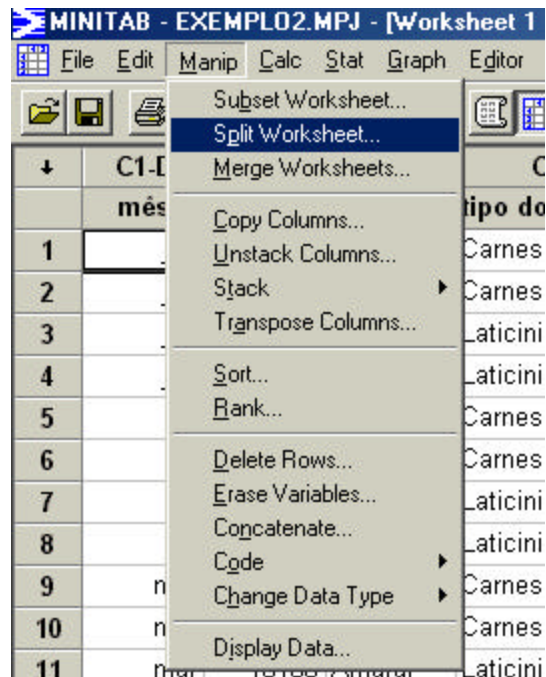 MINITAB - EXEMPLO2.MPJ - [Worksheet 1
File Edit Manip Calc Stat Graph Editor
Subset Worksheet...
Split Worksheet...
Merge Worksheets...
Copy Columns...
Unstack Columns...
Stack
Transpose Columns...
Sort...
Rank...
Delete Rows...
Erase Variables...
Concatenate...
Code
Change Data Type
Display Data...
C1-D C
mês tipo do
1 Carnes
2 Carnes
3 Laticini
4 Laticini
5 Carnes
6 Carnes
7 Laticini
8 Laticini
9 n Carnes
10 n Carnes
11 mar Laticini